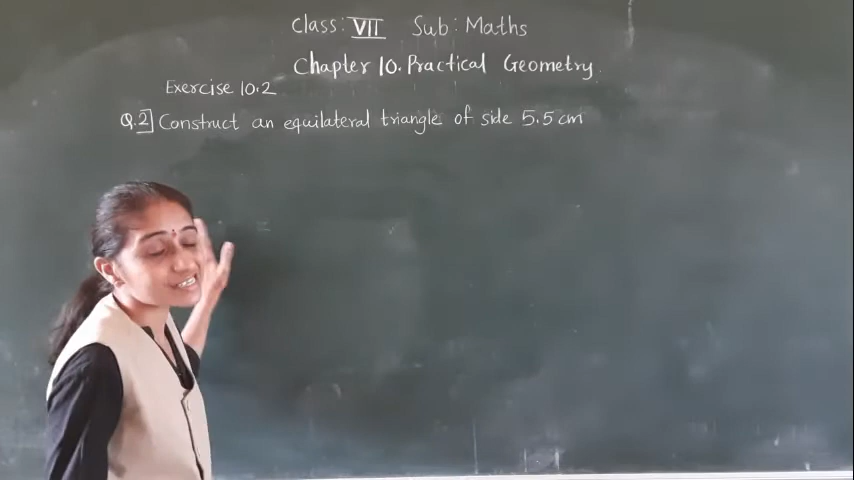 Class: VII Sub: Maths
Chapter 10. Practical Geometry.
Exercise 10.2
Q.2] Construct an equilateral triangle of side 5.5 cm